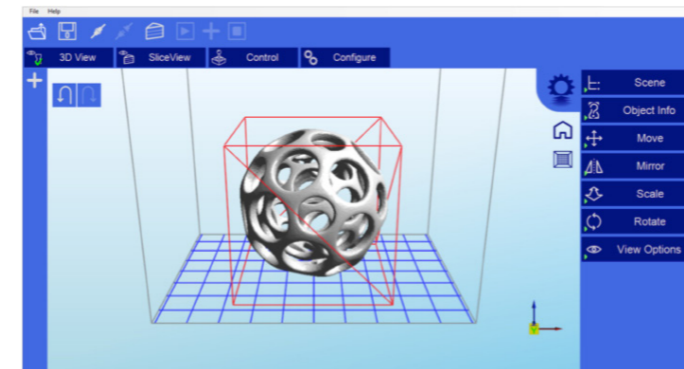 File Help
3D View SliceView Control Configure
Scene
Object Info
Move
Mirror
Scale
Rotate
View Options